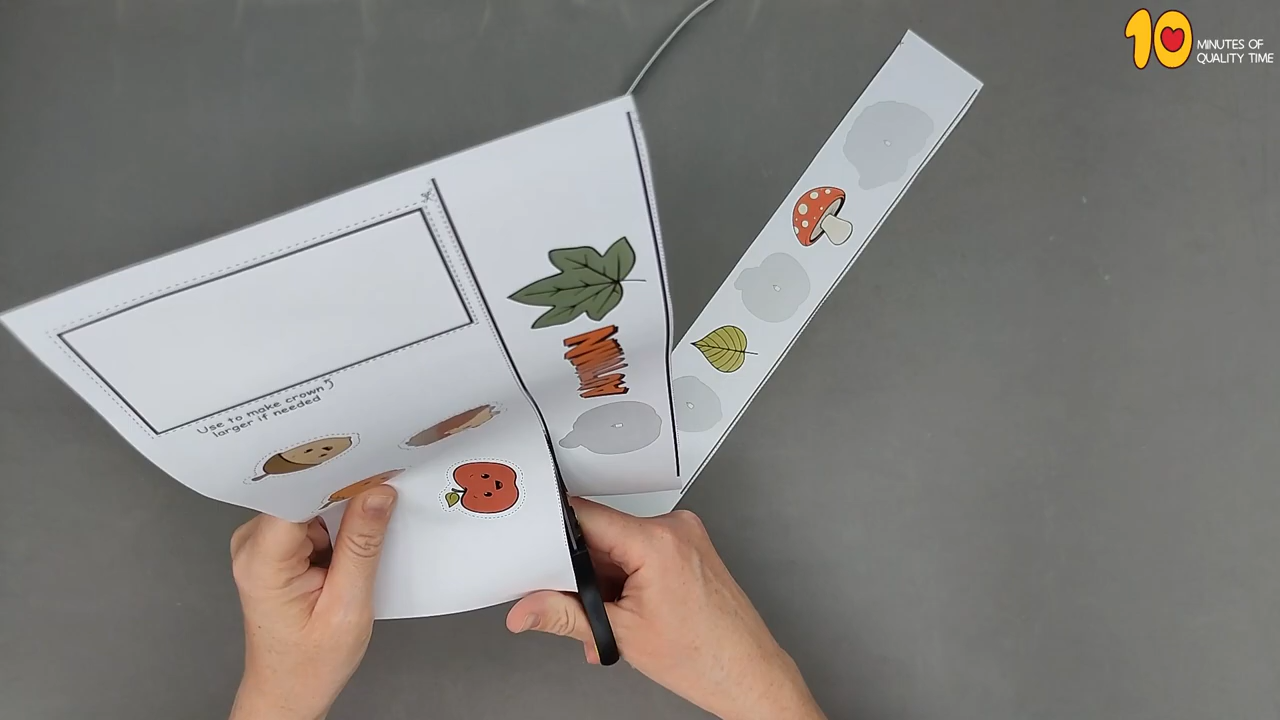 10 MINUTES OF
QUALITY TIME
Use to make crown
larger if needed